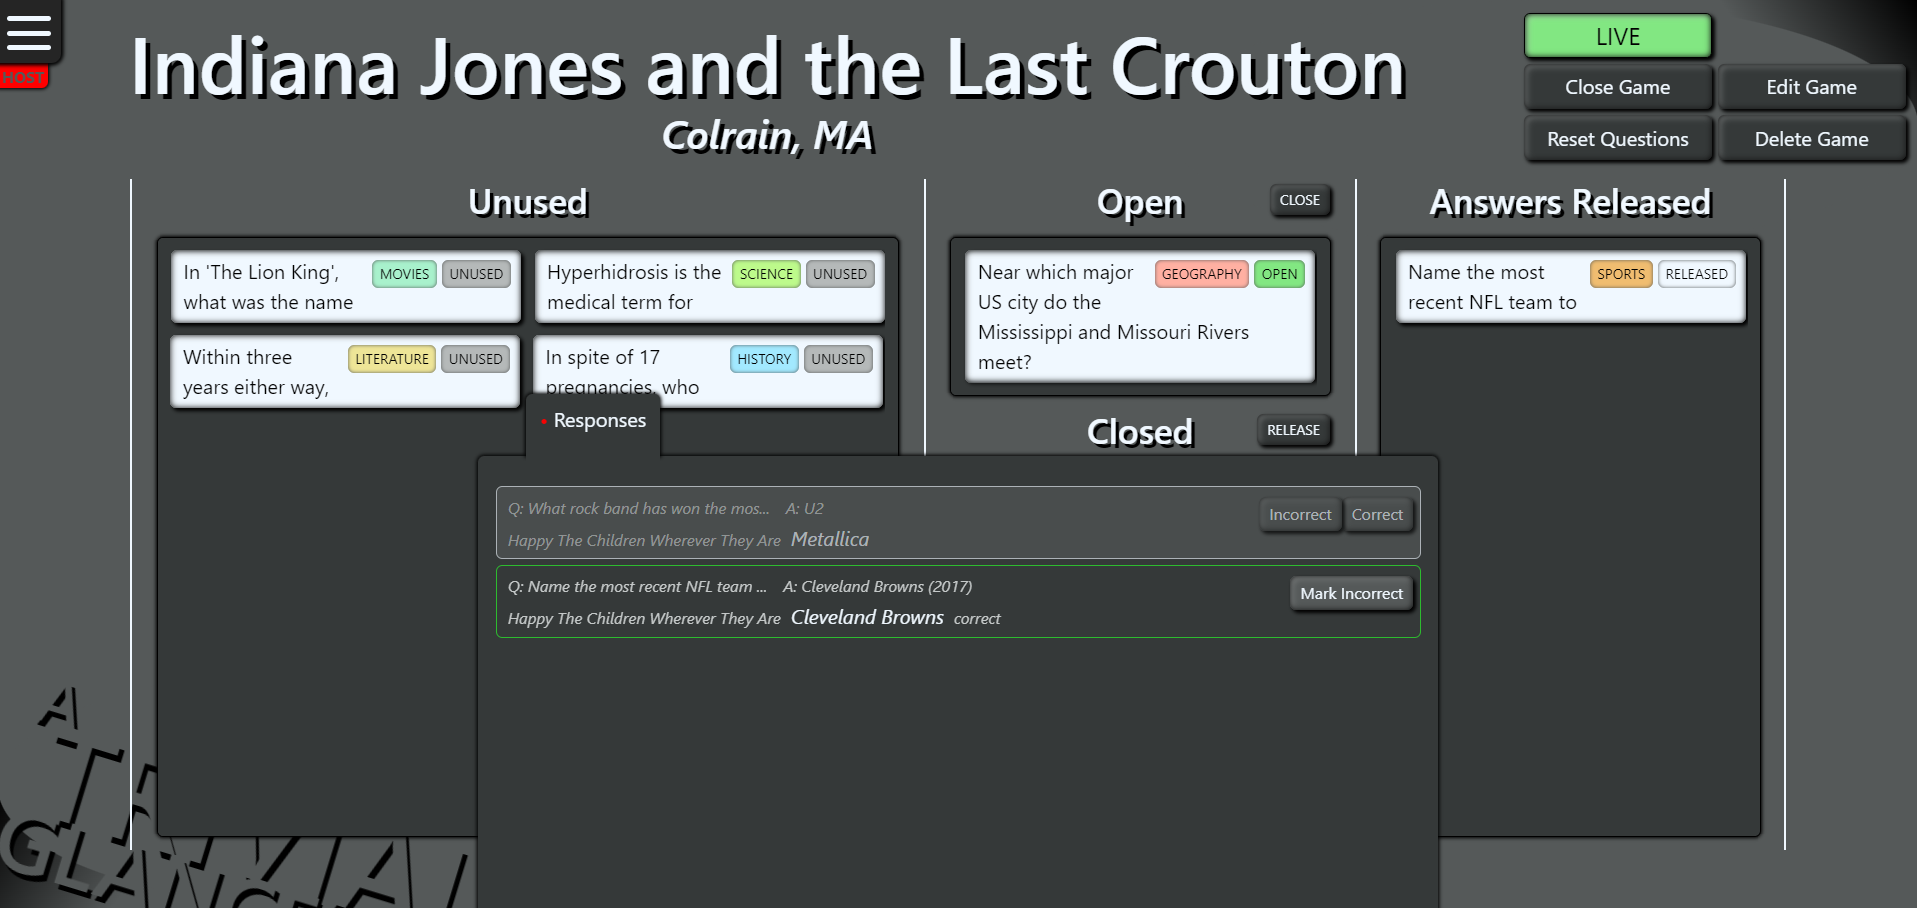 HOST
Indiana Jones and the Last Crouton
Colrain, MA
LIVE
Close Game
Edit Game
Reset Questions
Delete Game
Unused
In 'The Lion King',
what was the name
MOVIES
UNUSED
Hyperhidrosis is the
medical term for
SCIENCE
UNUSED
Within three
years either way,
LITERATURE
UNUSED
In spite of 17
pregnancies, who
HISTORY
UNUSED
Open
CLOSE
Near which major
US city do the
Mississippi and Missouri Rivers
meet?
GEOGRAPHY
OPEN
Closed
RELEASE
Answers Released
Name the most
recent NFL team to
SPORTS
RELEASED
• Responses
Q: What rock band has won the mos... A: U2
Happy The Children Wherever They Are Metallica
Incorrect
Correct
Q: Name the most recent NFL team ... A: Cleveland Browns (2017)
Happy The Children Wherever They Are Cleveland Browns correct
Mark Incorrect
A-